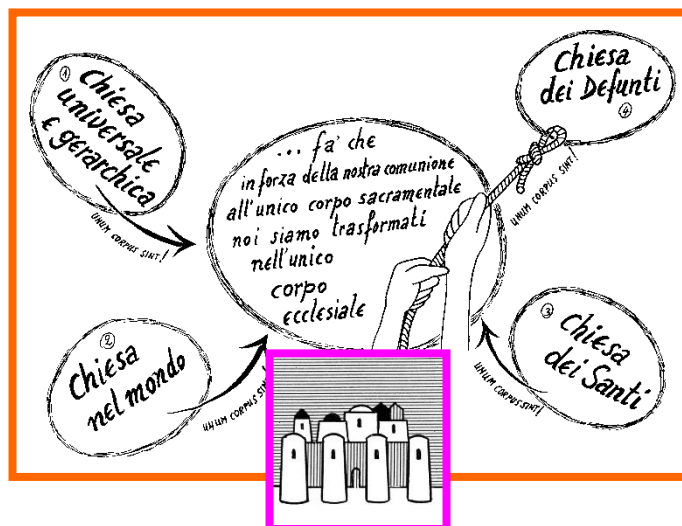 ①
Chiesa
universale
e gerarchica
UNUM CORPUS SINT!
Chiesa
dei Defunti
④
UNUM CORPUS SINT!
... fa' che
in forza della nostra comunione
all'unico corpo sacramentale
noi siamo trasformati
nell'unico
corpo
ecclesiale
②
Chiesa
nel mondo
UNUM CORPUS SINT!
③
Chiesa
dei Santi
UNUM CORPUS SINT!